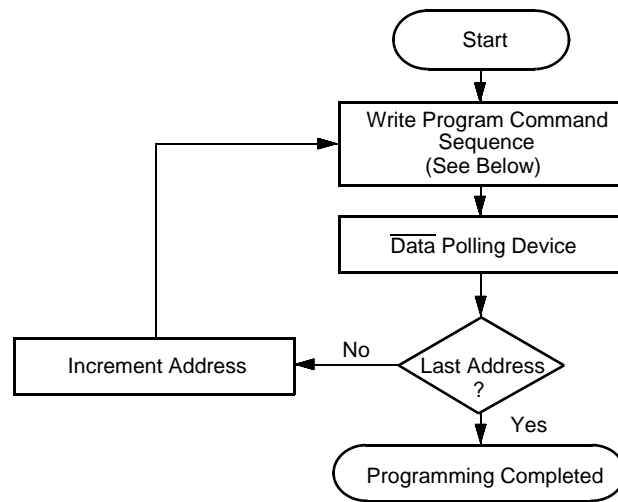 Start
Write Program Command
Sequence
(See Below)
Data Polling Device
Increment Address
No
Last Address
?
Yes
Programming Completed